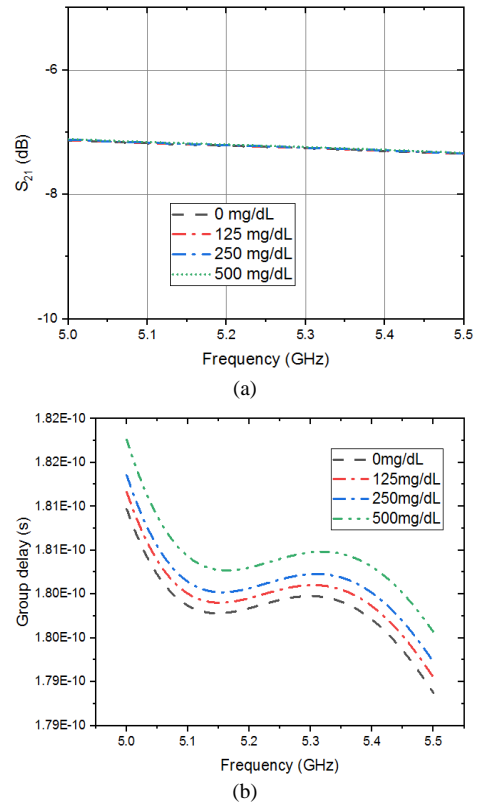 -6
-8
-10
S21 (dB)
0 mg/dL
125 mg/dL
250 mg/dL
500 mg/dL
5.0 5.1 5.2 5.3 5.4 5.5
Frequency (GHz)
(a)
1.82E-10
1.82E-10
1.81E-10
1.81E-10
1.80E-10
1.80E-10
1.79E-10
1.79E-10
Group delay (s)
0mg/dL
125mg/dL
250mg/dL
500mg/dL
5.0 5.1 5.2 5.3 5.4 5.5
Frequency (GHz)
(b)